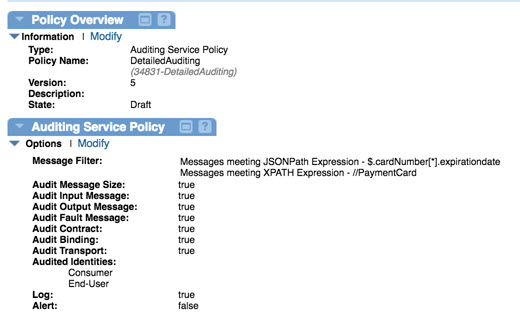 Policy Overview
Information | Modify
Type: Auditing Service Policy
Policy Name: DetailedAuditing
(34831-DetailedAuditing)
Version: 5
Description:
State: Draft
Auditing Service Policy
Options | Modify
Message Filter: Messages meeting JSONPath Expression - $.cardNumber[*].expirationdate
Messages meeting XPATH Expression - //PaymentCard
Audit Message Size: true
Audit Input Message: true
Audit Output Message: true
Audit Fault Message: true
Audit Contract: true
Audit Binding: true
Audit Transport: true
Audited Identities:
Consumer
End-User
Log: true
Alert: false